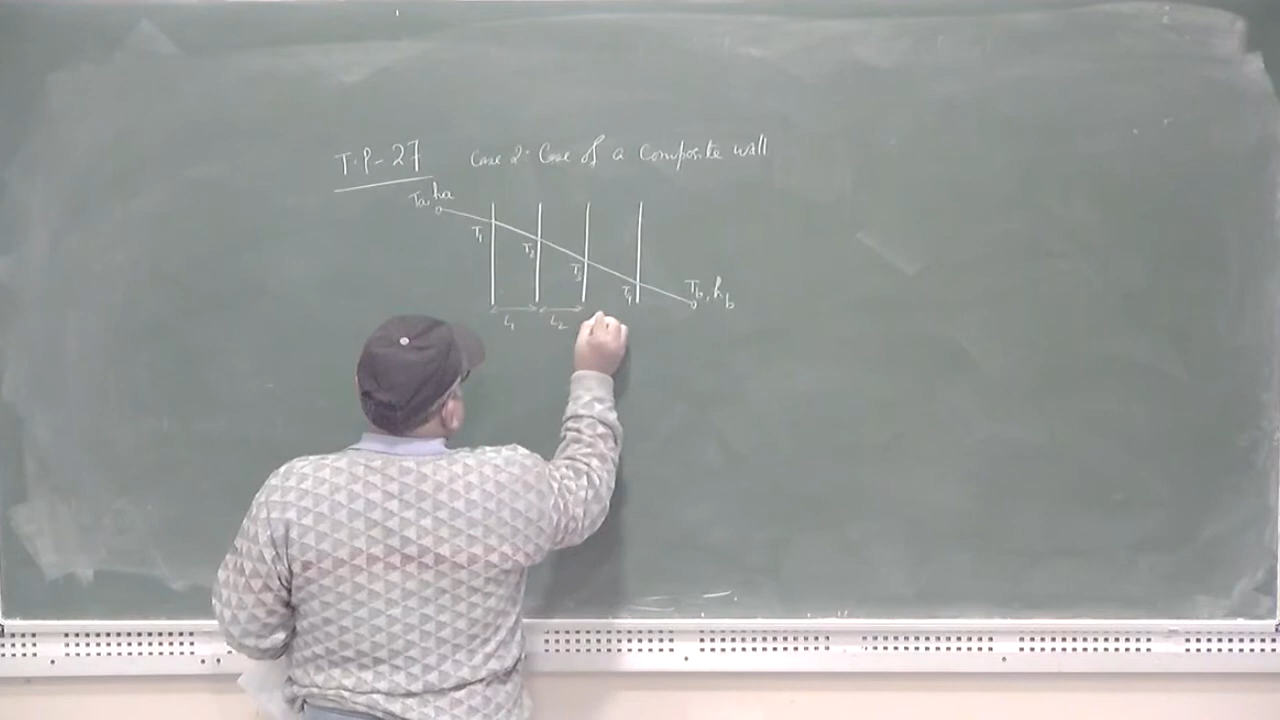 T.P-27 Case 2: Case of a Composite wall
Ta ha
T1 T2 T3 T4 Tb, hb
L1 L2